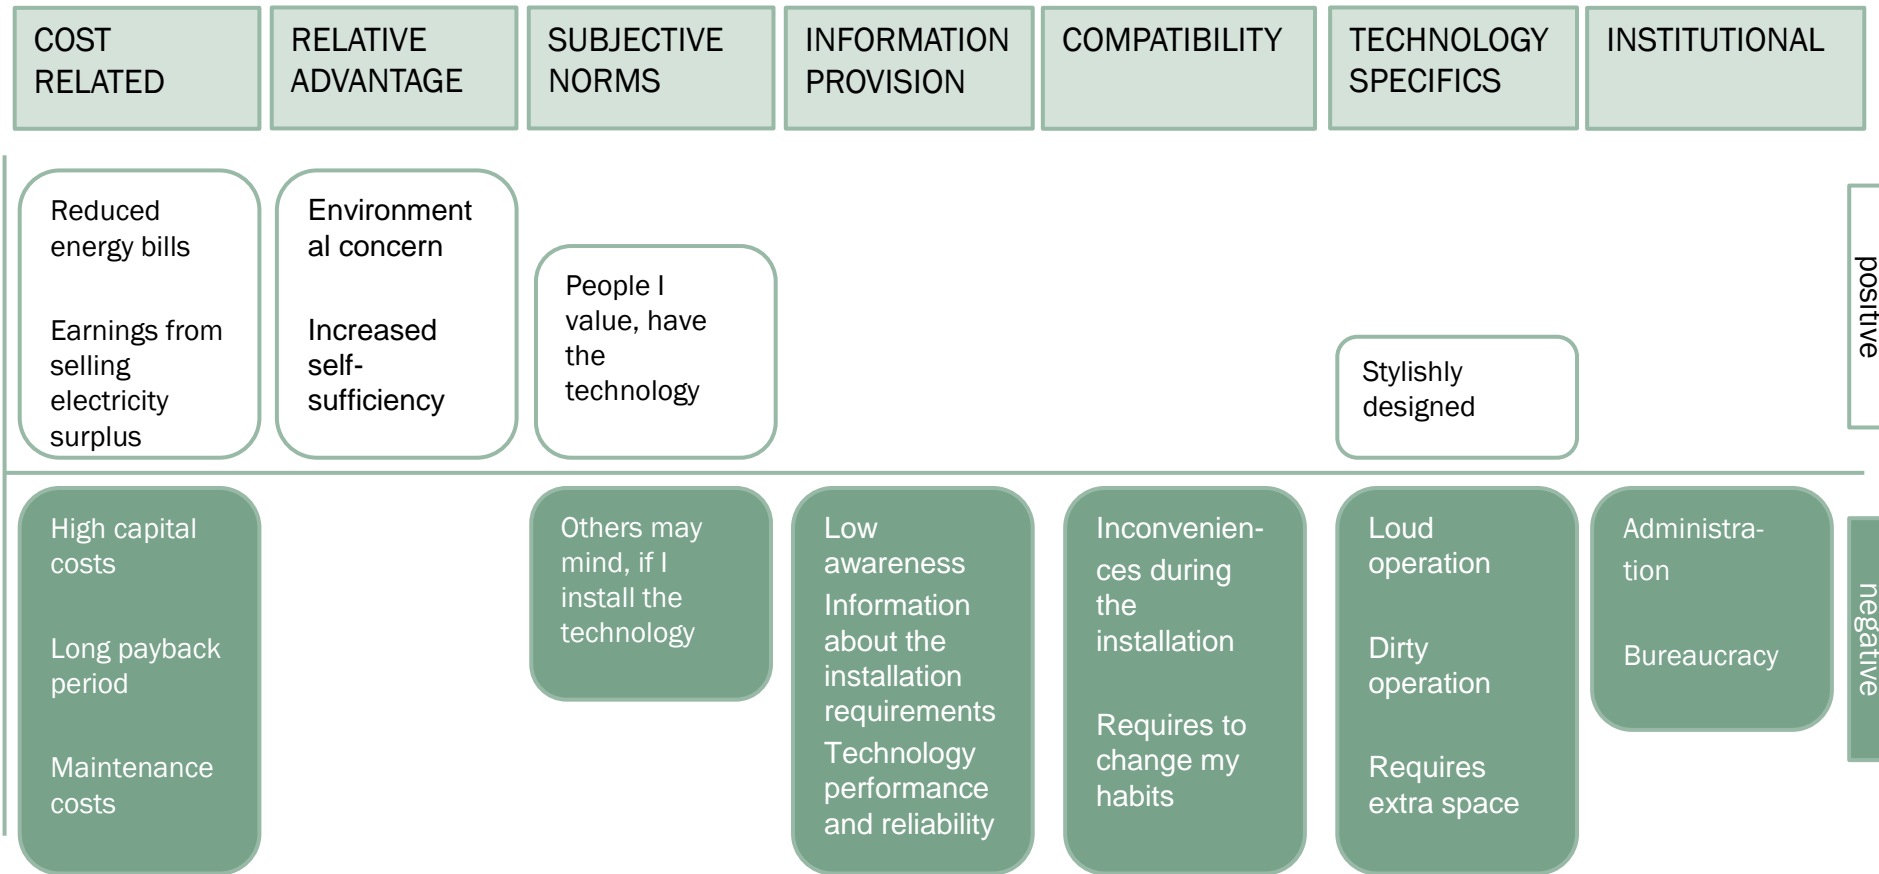 COST
RELATED
RELATIVE
ADVANTAGE
SUBJECTIVE
NORMS
INFORMATION
PROVISION
COMPATIBILITY
TECHNOLOGY
SPECIFICS
INSTITUTIONAL
Reduced
energy bills
Earnings from
selling
electricity
surplus
Environment
al concern
Increased
self-
sufficiency
People I
value, have
the
technology
Stylishly
designed
positive
High capital
costs
Long payback
period
Maintenance
costs
Others may
mind, if I
install the
technology
Low
awareness
Information
about the
installation
requirements
Technology
performance
and reliability
Inconvenien-
ces during
the
installation
Requires to
change my
habits
Loud
operation
Dirty
operation
Requires
extra space
Administra-
tion
Bureaucracy
negative